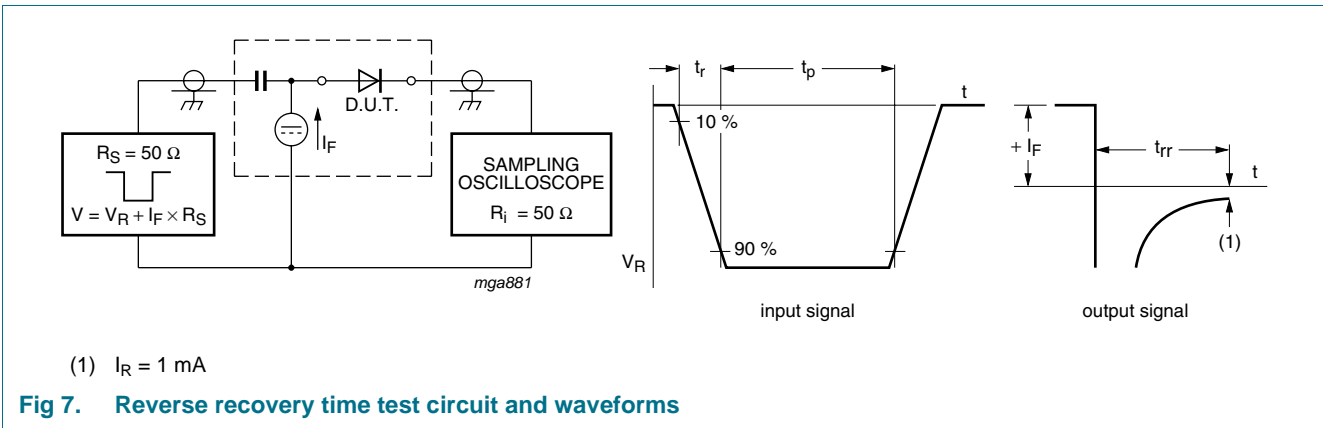 D.U.T.
I_F
R_S = 50 Ω
V = V_R + I_F × R_S
SAMPLING
OSCILLOSCOPE
R_i = 50 Ω
mga881
t_r
t_p
t
10 %
90 %
V_R
input signal
+ I_F
t_rr
t
(1)
output signal
(1) I_R = 1 mA
Fig 7. Reverse recovery time test circuit and waveforms